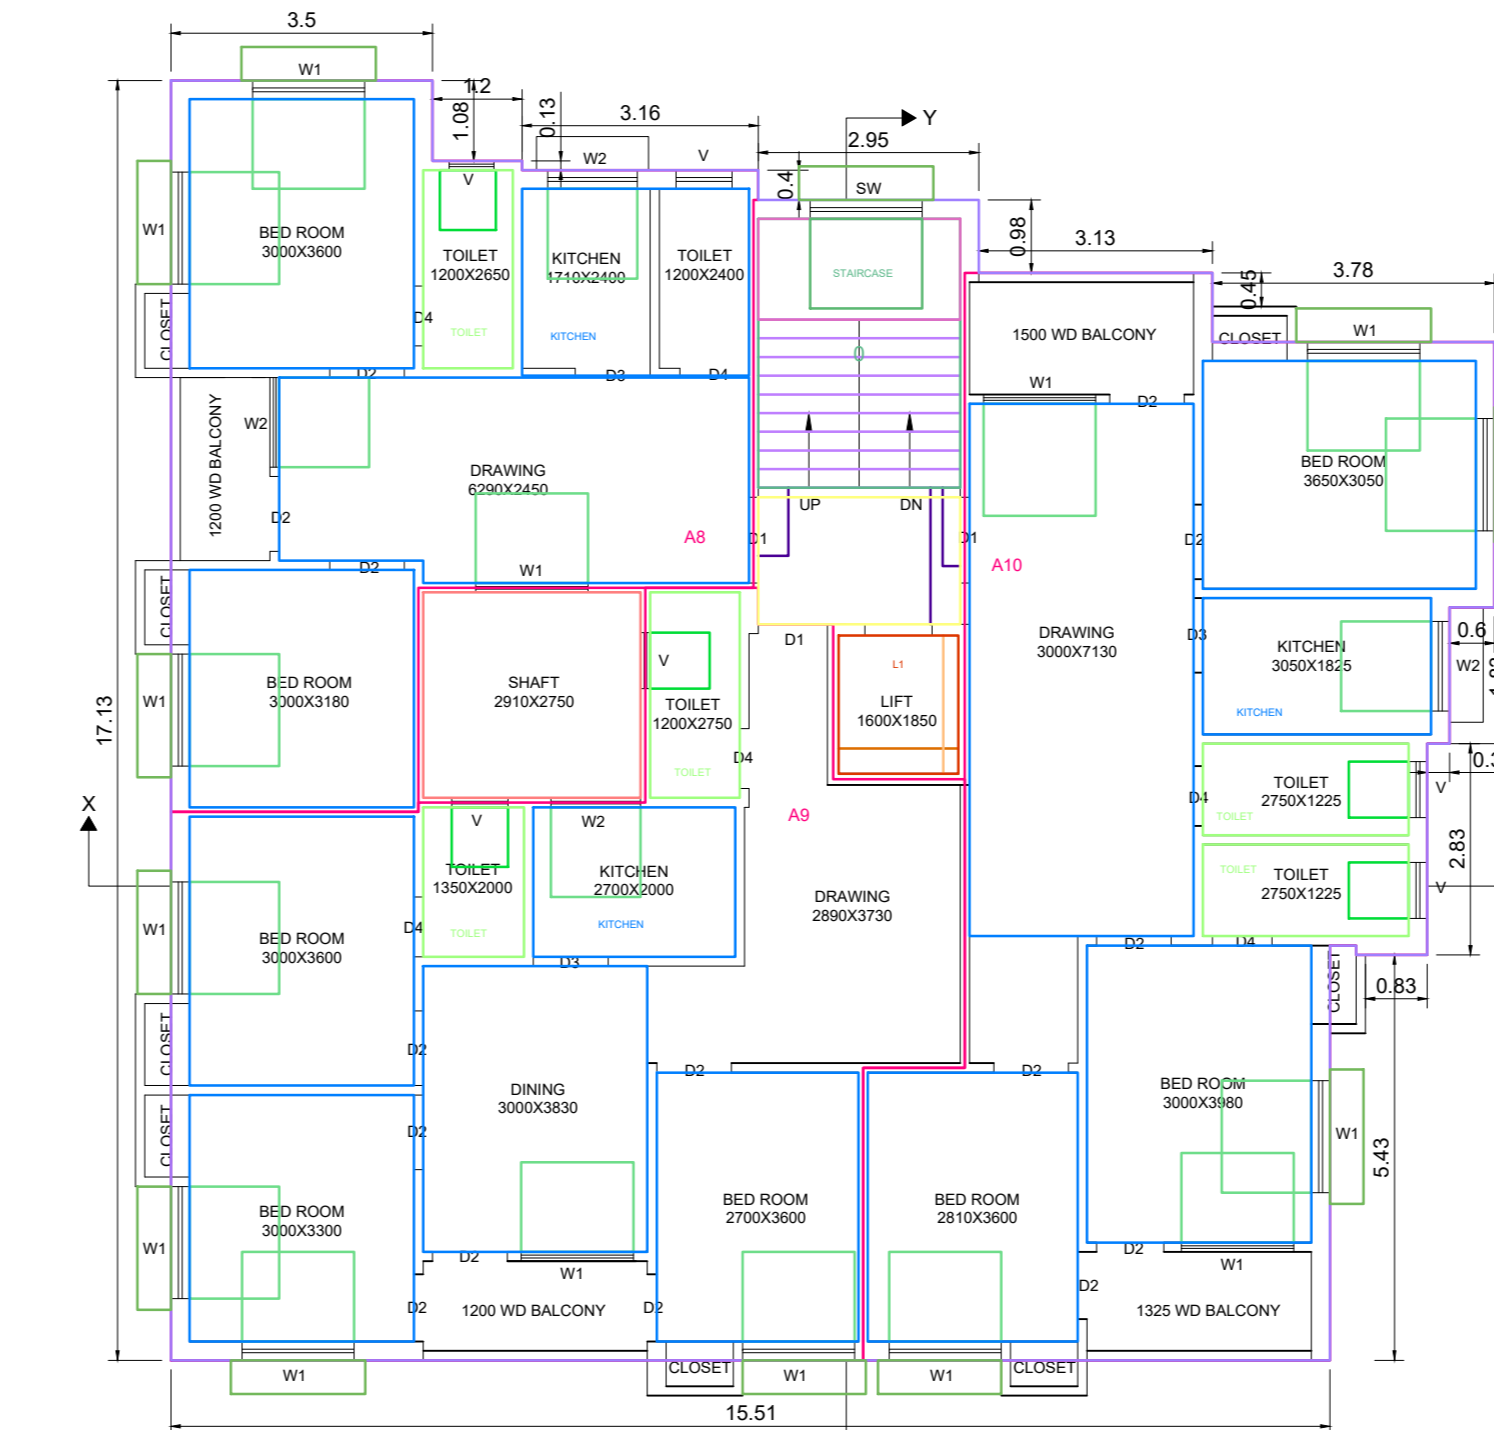 3.5
W1
1.2
1.08
0.13
3.16
Y
2.95
W2
V
0.4
SW
V
W1
BED ROOM
3000X3600
TOILET
1200X2650
KITCHEN
1710X2400
TOILET
1200X2400
STAIRCASE
0.98
3.13
3.78
0.45
CLOSET
D4
TOILET
KITCHEN
1500 WD BALCONY
CLOSET
W1
0
D2
D3
D4
W1
D2
1200 WD BALCONY
W2
DRAWING
6290X2450
BED ROOM
3650X3050
UP
DN
D2
A8
D1
D1
D2
A10
D2
W1
CLOSET
D1
DRAWING
3000X7130
D3
KITCHEN
3050X1825
0.6
W2
L1
V
BED ROOM
3000X3180
SHAFT
2910X2750
TOILET
1200X2750
LIFT
1600X1850
W1
KITCHEN
17.13
D4
TOILET
TOILET
2750X1225
V
D4
TOILET
X
A9
V
W2
2.83
TOILET
1350X2000
KITCHEN
2700X2000
DRAWING
2890X3730
TOILET
TOILET
2750X1225
V
W1
BED ROOM
3000X3600
D4
TOILET
KITCHEN
D3
D2
D4
CLOSET
0.83
CLOSET
D2
D2
D2
DINING
3000X3830
BED ROOM
3000X3980
CLOSET
D2
W1
5.43
BED ROOM
3000X3300
BED ROOM
2700X3600
BED ROOM
2810X3600
W1
D2
W1
D2
W1
D2
1200 WD BALCONY
D2
D2
1325 WD BALCONY
W1
CLOSET
W1
W1
CLOSET
15.51